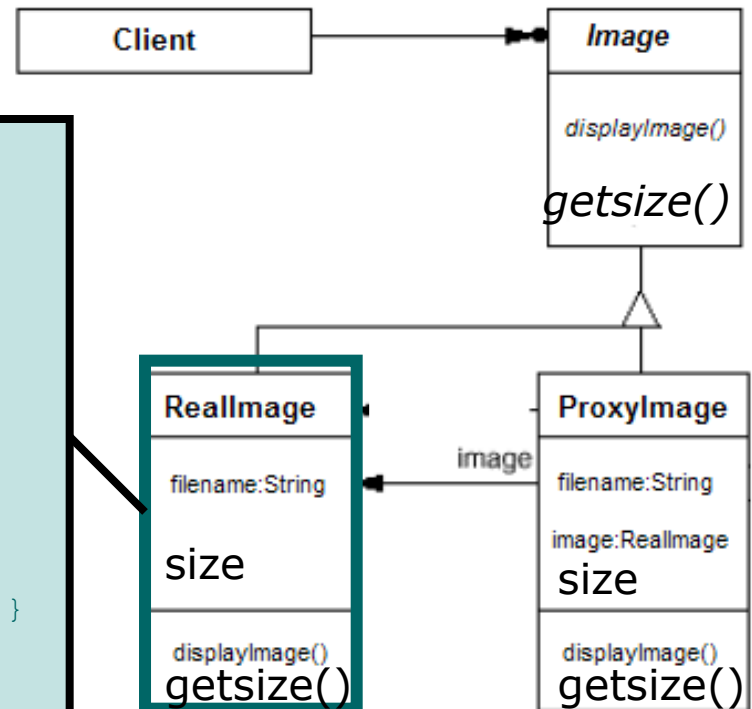 Client
Image
displayImage()
getsize()
RealImage
filename:String
size
displayImage()
getsize()
image
ProxyImage
filename:String
image:RealImage
size
displayImage()
getsize()
}